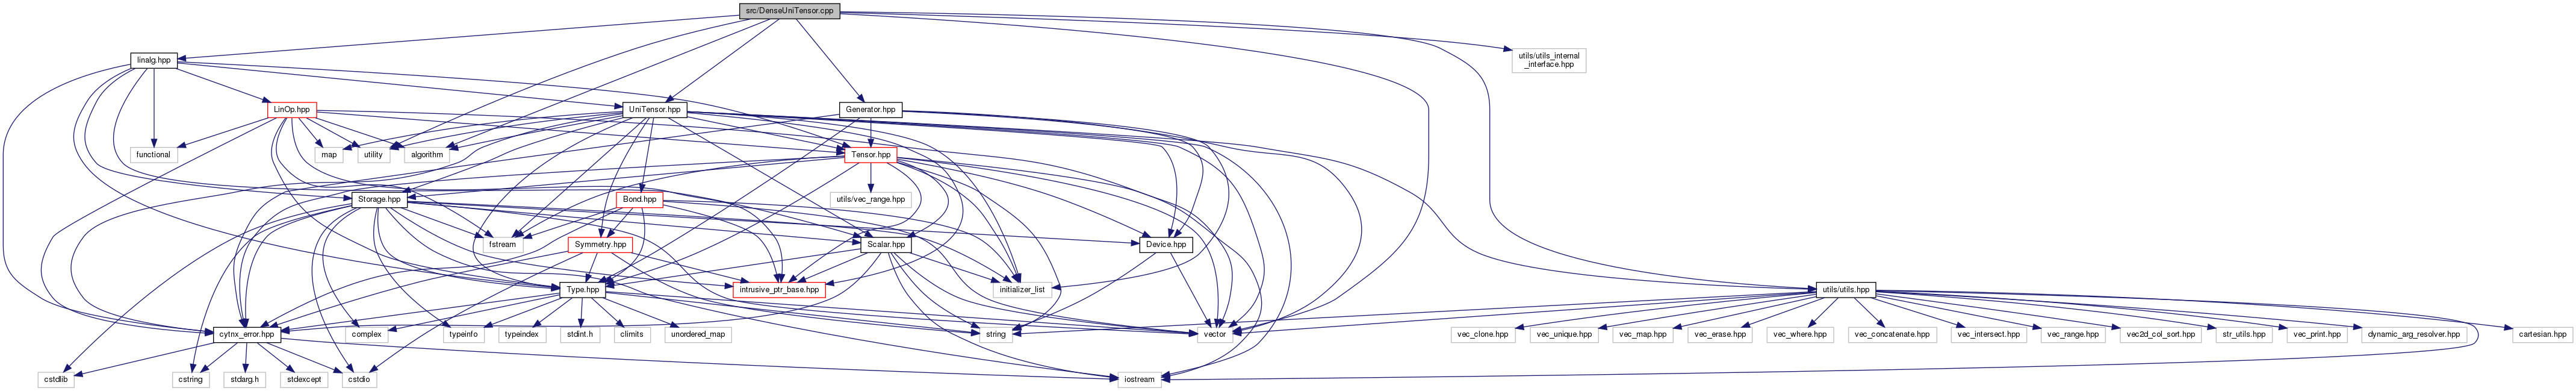 src/DenseUniTensor.cpp
linalg.hpp
utils/utils_internal
_interface.hpp
LinOp.hpp
UniTensor.hpp
Generator.hpp
functional
map
utility
algorithm
Tensor.hpp
Storage.hpp
Bond.hpp
utils/vec_range.hpp
fstream
Symmetry.hpp
Scalar.hpp
Device.hpp
Type.hpp
intrusive_ptr_base.hpp
initializer_list
utils/utils.hpp
cytnx_error.hpp
complex
typeinfo
typeindex
stdint.h
climits
unordered_map
string
vector
vec_clone.hpp
vec_unique.hpp
vec_map.hpp
vec_erase.hpp
vec_where.hpp
vec_concatenate.hpp
vec_intersect.hpp
vec_range.hpp
vec2d_col_sort.hpp
str_utils.hpp
vec_print.hpp
dynamic_arg_resolver.hpp
cartesian.hpp
cstdlib
cstring
stdarg.h
stdexcept
cstdio
iostream